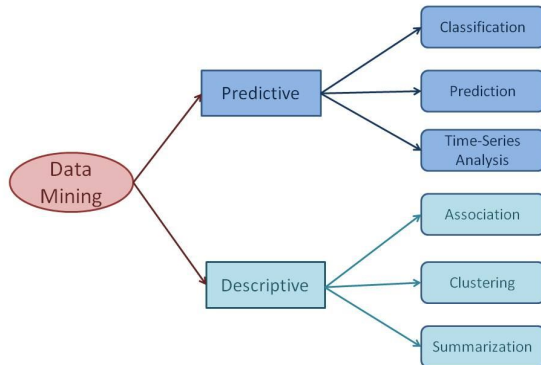 Data
Mining
Predictive
Classification
Prediction
Time-Series
Analysis
Descriptive
Association
Clustering
Summarization